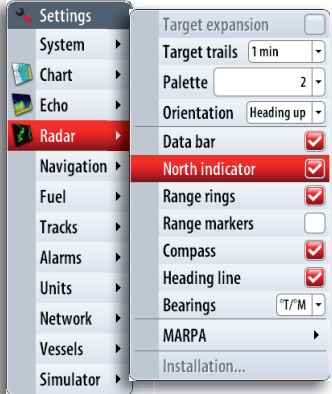 Settings
System
Chart
Echo
Radar
Navigation
Fuel
Tracks
Alarms
Units
Network
Vessels
Simulator
Target expansion
Target trails 1 min
Palette 2
Orientation Heading up
Data bar
North indicator
Range rings
Range markers
Compass
Heading line
Bearings °T/°M
MARPA
Installation...